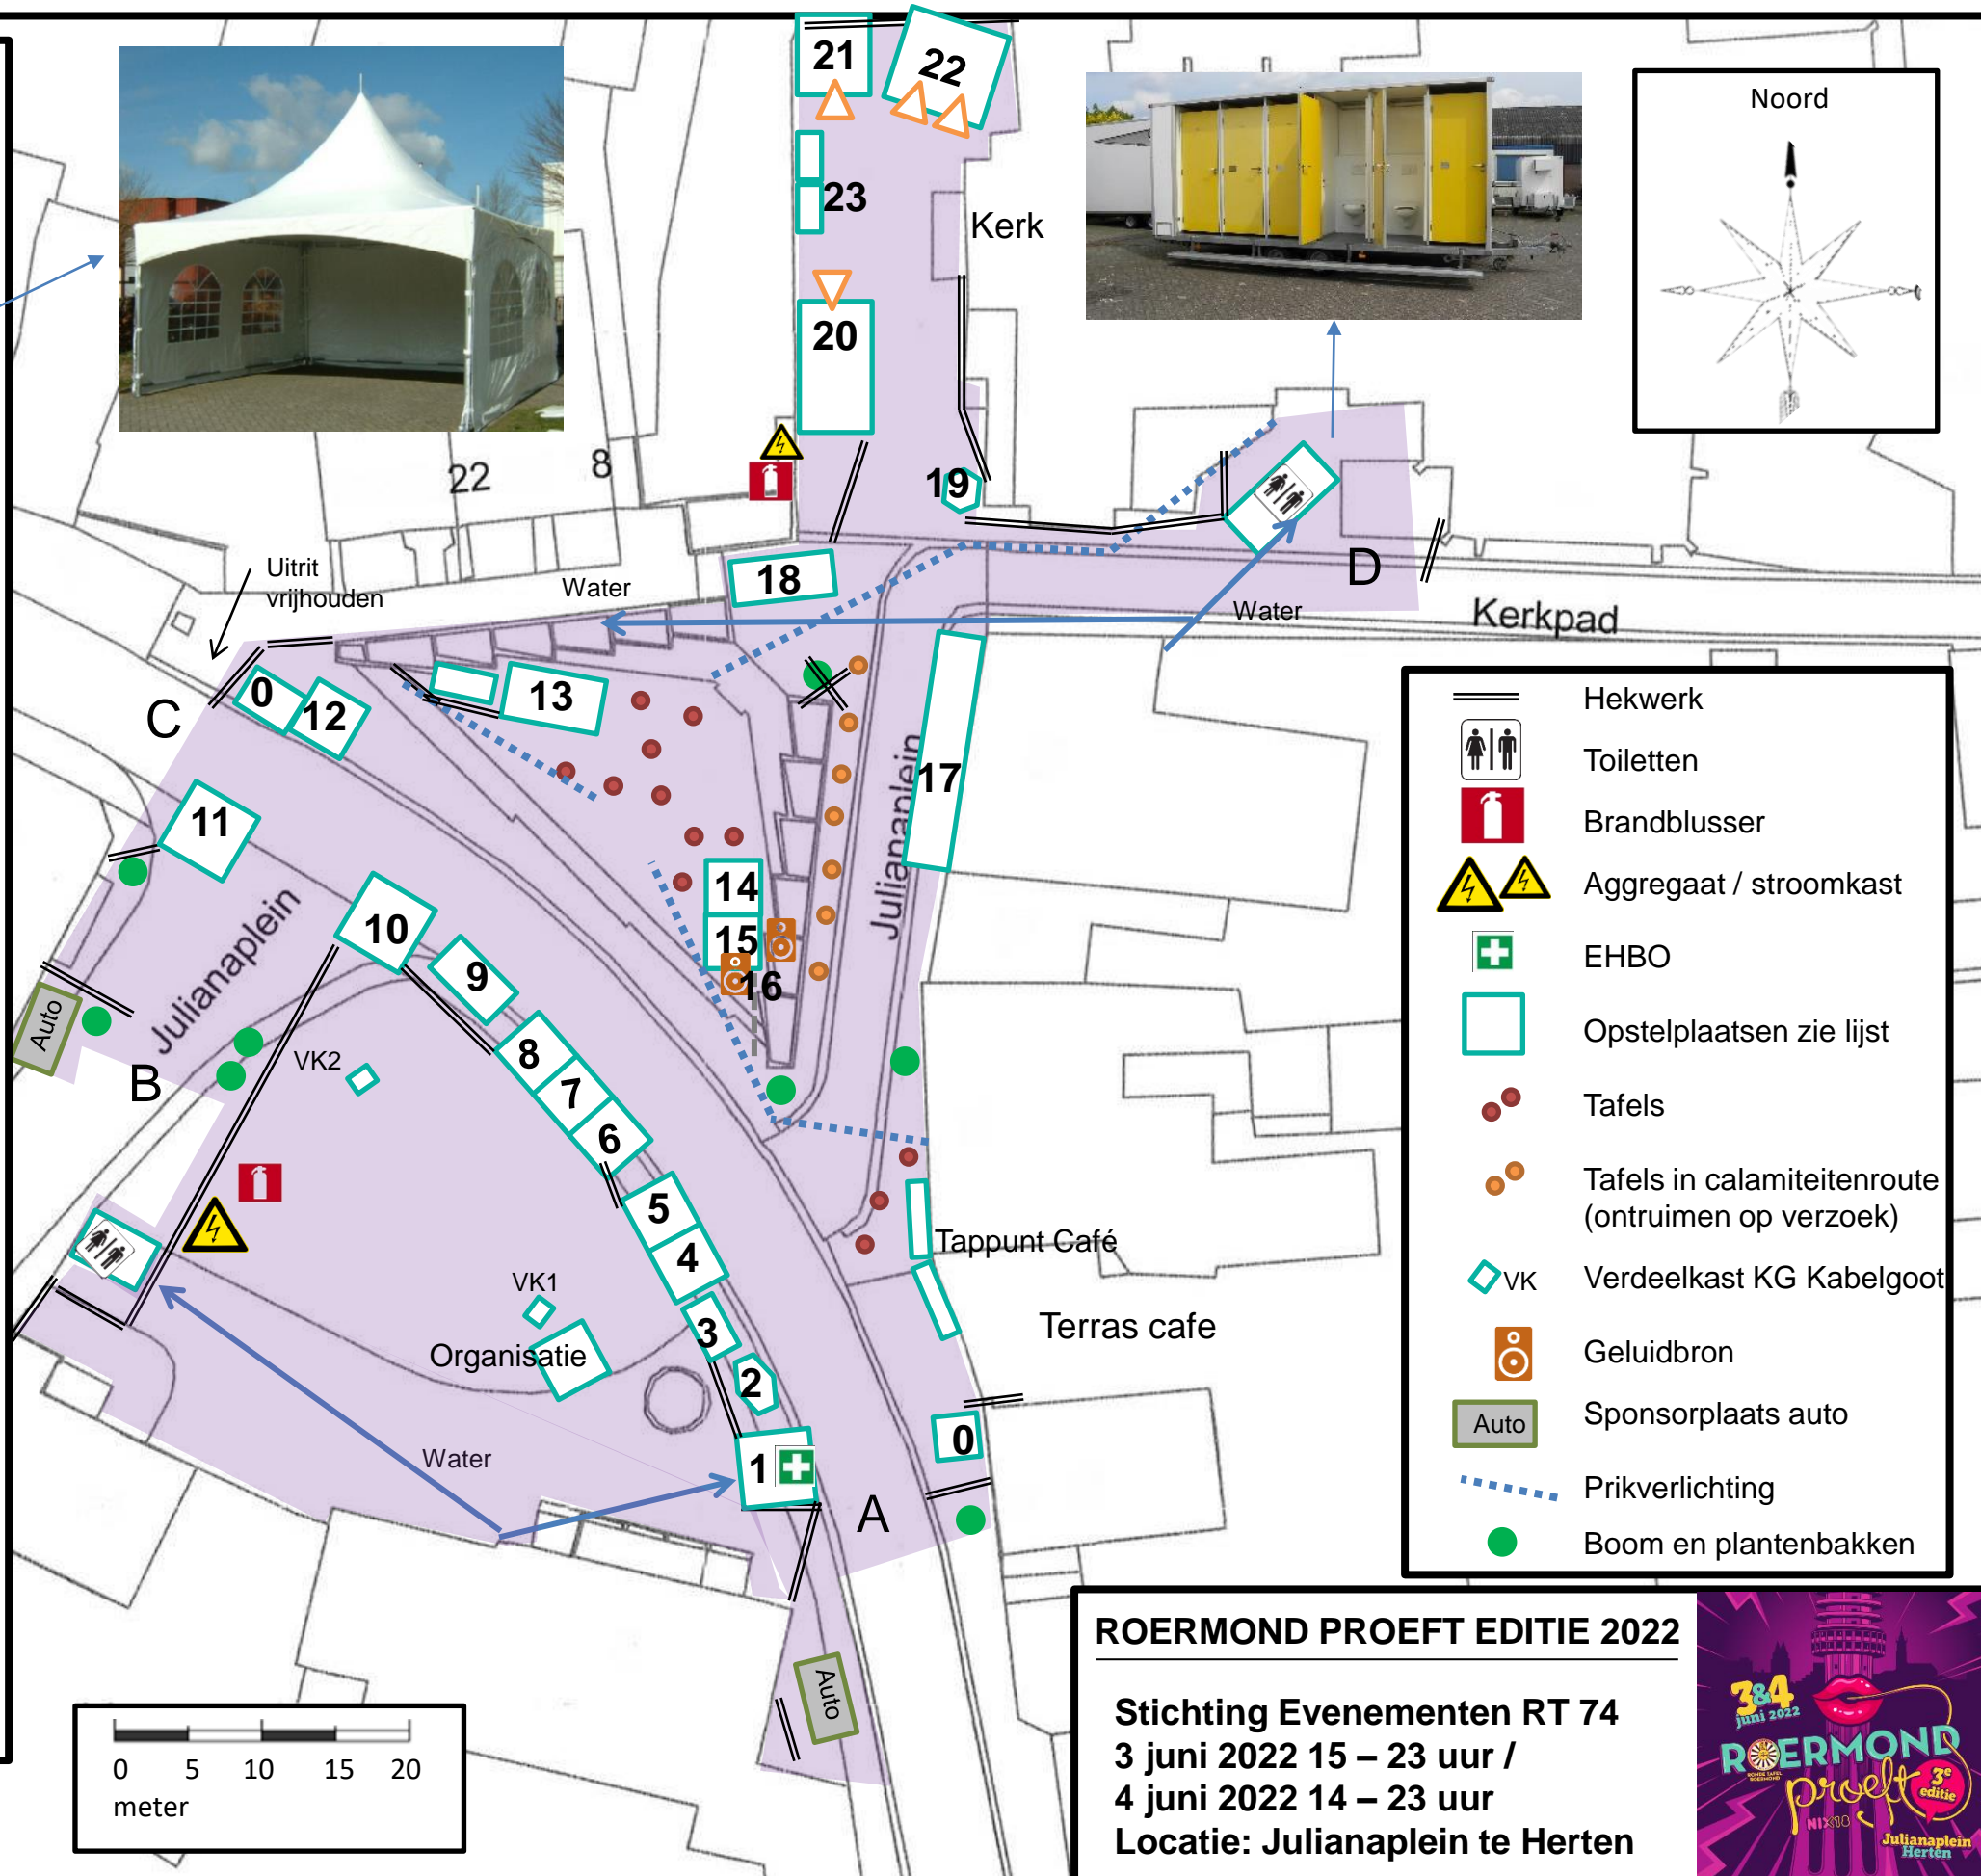 21
22
23
Kerk
20
19
22
8
18
Uitrit
vrijhouden
Water
Water
D
Kerkpad
Noord
C
0
12
13
11
17
Julianaplein
14
15
16
10
9
8
7
6
5
4
3
2
1
Julianaplein
Auto
B
VK2
VK1
Organisatie
Water
Tappunt Café
Terras cafe
0
A
Auto
Hekwerk
Toiletten
Brandblusser
Aggregaat / stroomkast
EHBO
Opstelplaatsen zie lijst
Tafels
Tafels in calamiteitenroute
(ontruimen op verzoek)
VK Verdeelkast KG Kabelgoot
Geluidbron
Auto Sponsorplaats auto
Prikverlichting
Boom en plantenbakken
0 5 10 15 20
meter
ROERMOND PROEFT EDITIE 2022
Stichting Evenementen RT 74
3 juni 2022 15 – 23 uur /
4 juni 2022 14 – 23 uur
Locatie: Julianaplein te Herten
3&4
juni 2022
ROERMOND
proeft
3e
editie
NIX18
Julianaplein
Herten